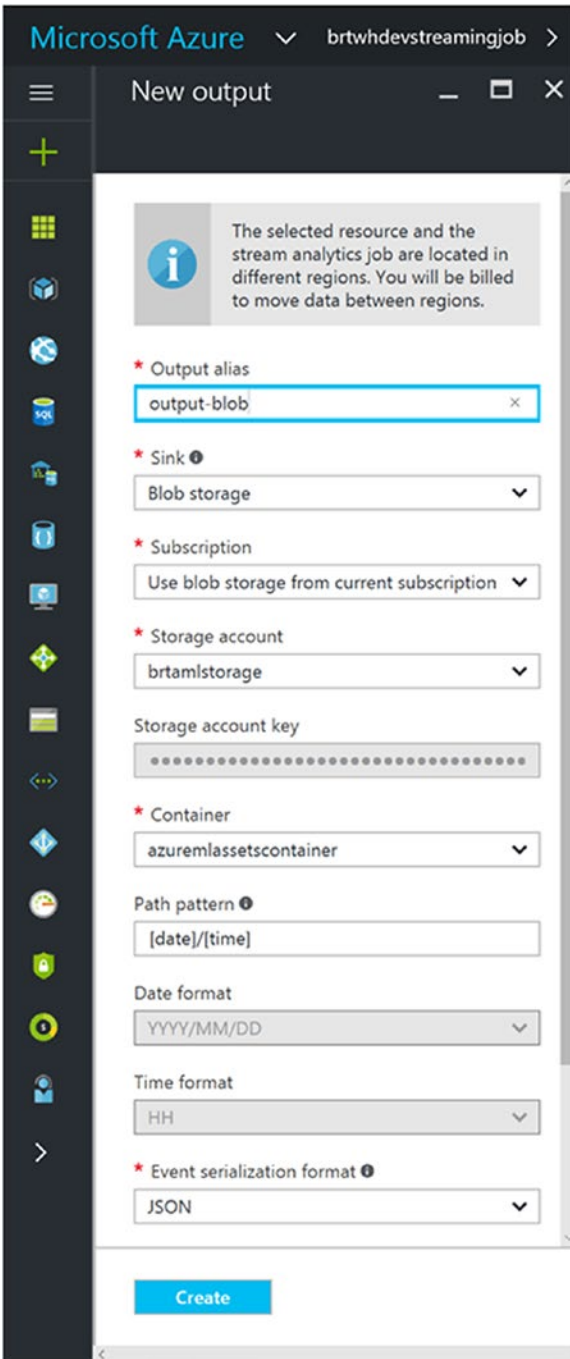 Microsoft Azure brtwhdevstreamingjob
New output
The selected resource and the
stream analytics job are located in
different regions. You will be billed
to move data between regions.
* Output alias
output-blob
* Sink
Blob storage
* Subscription
Use blob storage from current subscription
* Storage account
brtamlstorage
Storage account key
* Container
azuremlassetscontainer
Path pattern
[date]/[time]
Date format
YYYY/MM/DD
Time format
HH
* Event serialization format
JSON
Create